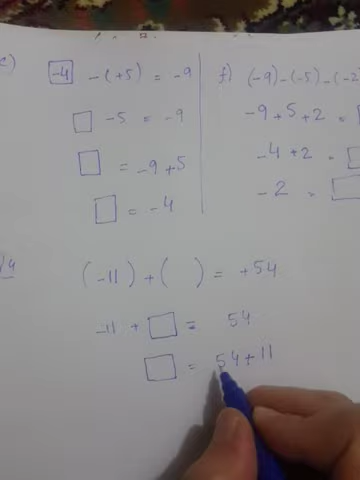 c) [-4] -(+5) = -9
□ -5 = -9
□ = -9+5
□ = -4
f) (-9)-(-5)-(-2)
-9+5+2 = □
-4+2 = □
-2 = □
(-11) + ( ) = +54
-11 + □ = 54
□ = 54+11